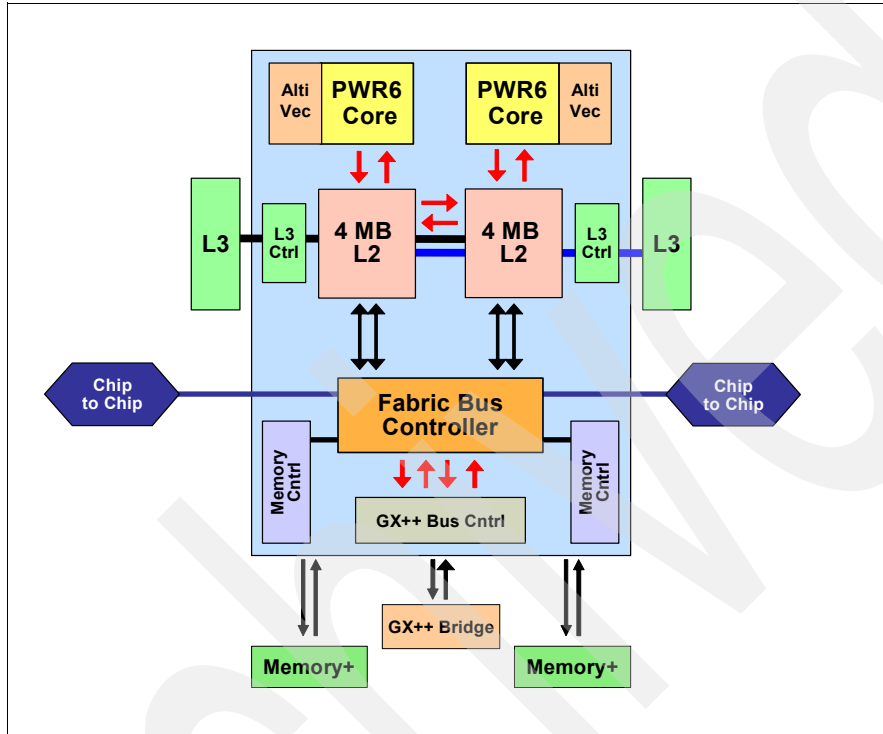 Alti
Vec
PWR6
Core
PWR6
Core
Alti
Vec
L3
L3
Ctrl
4 MB
L2
4 MB
L2
L3
Ctrl
L3
Chip
to Chip
Fabric Bus
Controller
Chip
to Chip
Memory
Cntrl
GX++ Bus Cntrl
Memory
Cntrl
GX++ Bridge
Memory+
Memory+